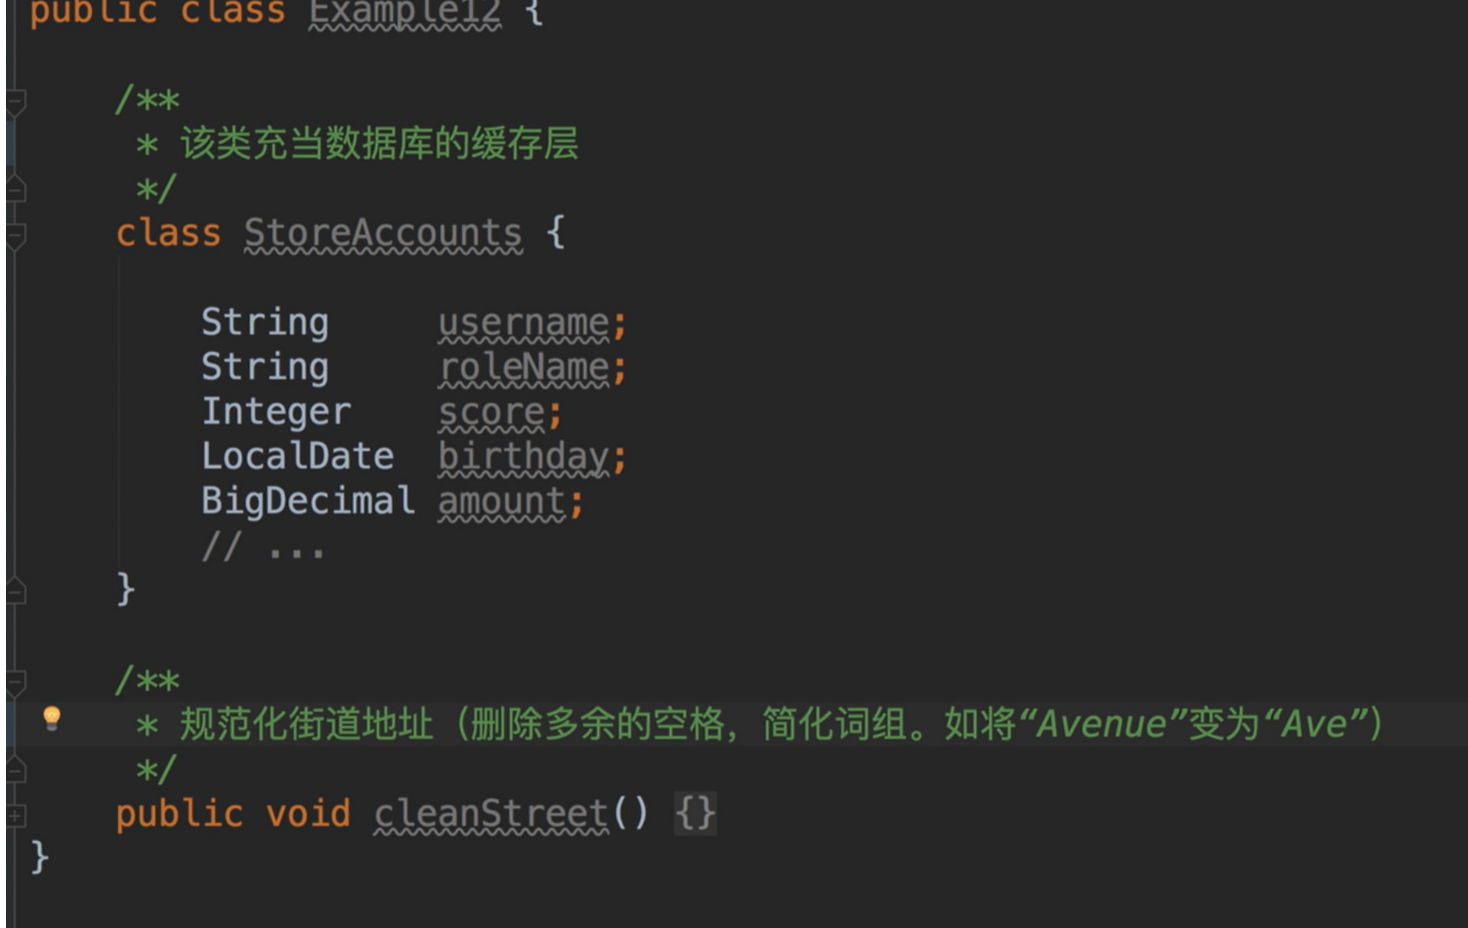 public class Example12 {
/**
* 该类充当数据库的缓存层
*/
class StoreAccounts {
String username;
String roleName;
Integer score;
LocalDate birthday;
BigDecimal amount;
// ...
}
/**
* 规范化街道地址（删除多余的空格，简化词组。如将“Avenue”变为“Ave”）
*/
public void cleanStreet() {}
}